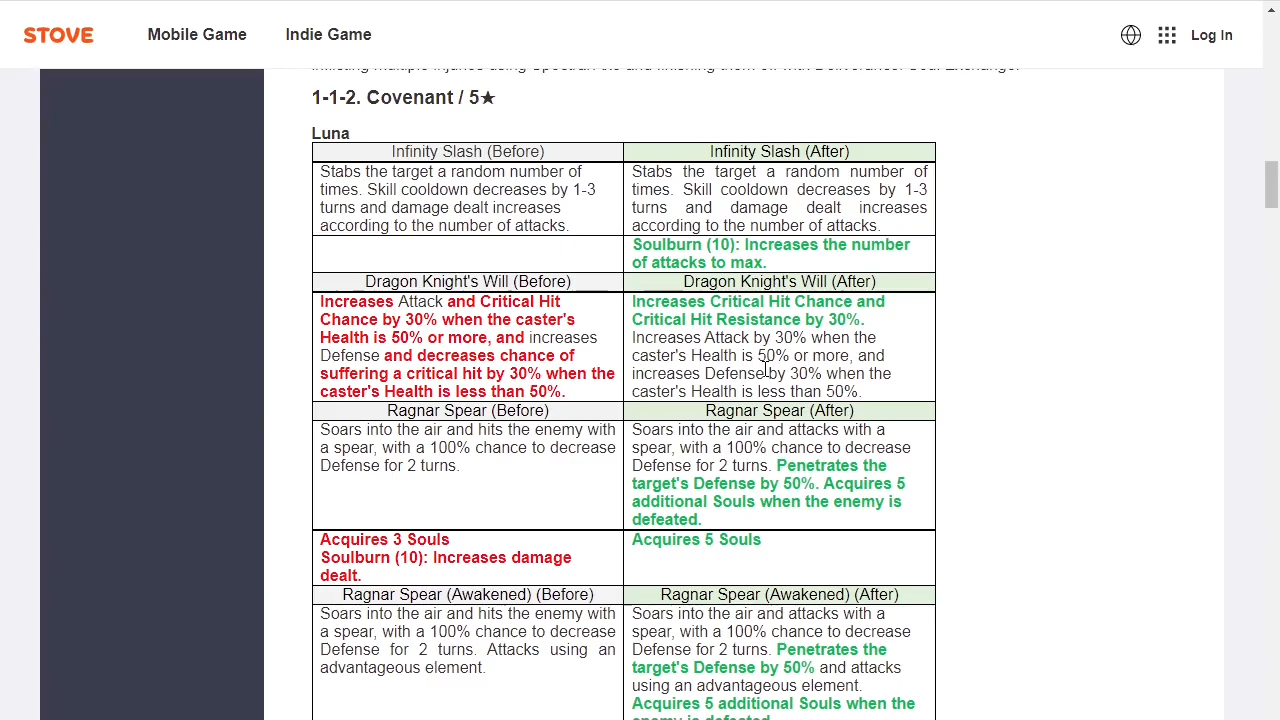 STOVE
Mobile Game
Indie Game
Log In
1-1-2. Covenant / 5★
Luna
Infinity Slash (Before)
Infinity Slash (After)
Stabs the target a random number of
times. Skill cooldown decreases by 1-3
turns and damage dealt increases
according to the number of attacks.
Stabs the target a random number of
times. Skill cooldown decreases by 1-3
turns and damage dealt increases
according to the number of attacks.
Soulburn (10): Increases the number
of attacks to max.
Dragon Knight's Will (Before)
Dragon Knight's Will (After)
Increases Attack and Critical Hit
Chance by 30% when the caster's
Health is 50% or more, and increases
Defense and decreases chance of
suffering a critical hit by 30% when the
caster's Health is less than 50%.
Increases Critical Hit Chance and
Critical Hit Resistance by 30%.
Increases Attack by 30% when the
caster's Health is 50% or more, and
increases Defense by 30% when the
caster's Health is less than 50%.
Ragnar Spear (Before)
Ragnar Spear (After)
Soars into the air and hits the enemy with
a spear, with a 100% chance to decrease
Defense for 2 turns.
Soars into the air and attacks with a
spear, with a 100% chance to decrease
Defense for 2 turns. Penetrates the
target's Defense by 50%. Acquires 5
additional Souls when the enemy is
defeated.
Acquires 3 Souls
Soulburn (10): Increases damage
dealt.
Acquires 5 Souls
Ragnar Spear (Awakened) (Before)
Ragnar Spear (Awakened) (After)
Soars into the air and hits the enemy with
a spear, with a 100% chance to decrease
Defense for 2 turns. Attacks using an
advantageous element.
Soars into the air and attacks with a
spear, with a 100% chance to decrease
Defense for 2 turns. Penetrates the
target's Defense by 50% and attacks
using an advantageous element.
Acquires 5 additional Souls when the